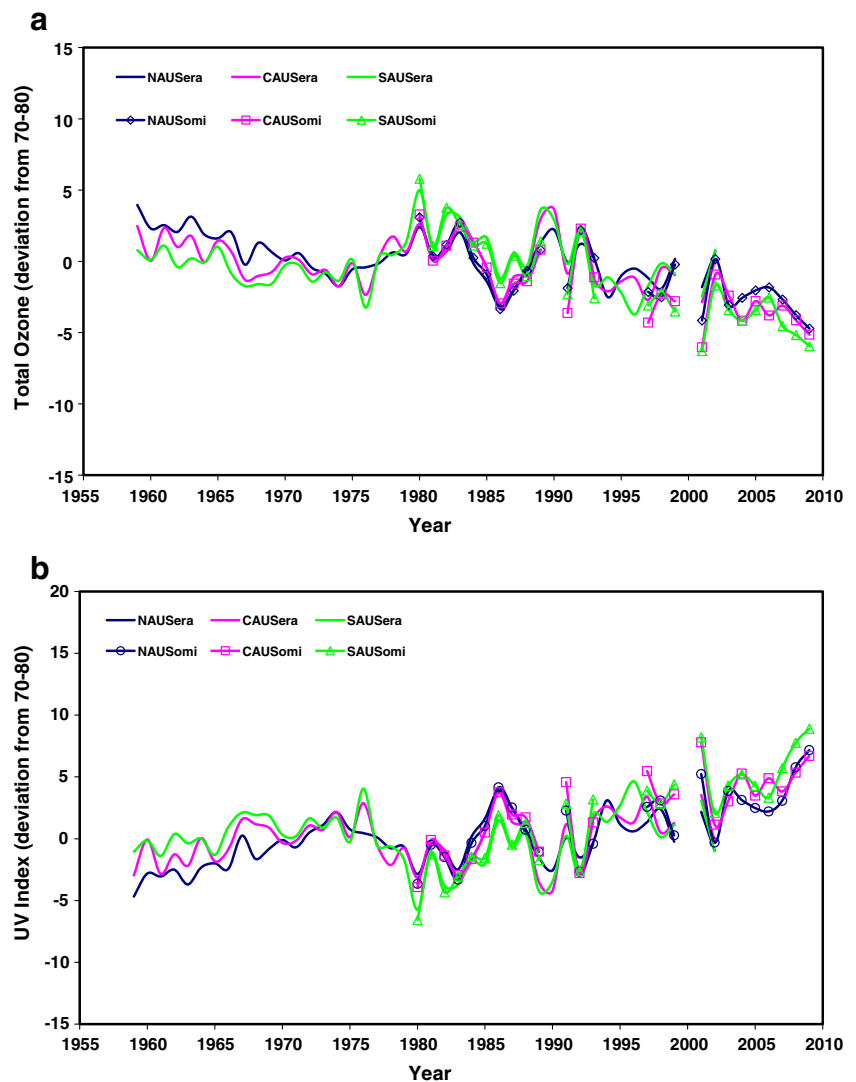 a
Total Ozone (deviation from 70-80)
15
10
5
0
-5
-10
-15
NAUSera CAUSera SAUSera
NAUSomi CAUSomi SAUSomi
1955 1960 1965 1970 1975 1980 1985 1990 1995 2000 2005 2010
Year
b
UV Index (deviation from 70-80)
20
15
10
5
0
-5
-10
-15
NAUSera CAUSera SAUSera
NAUSomi CAUSomi SAUSomi
1955 1960 1965 1970 1975 1980 1985 1990 1995 2000 2005 2010
Year